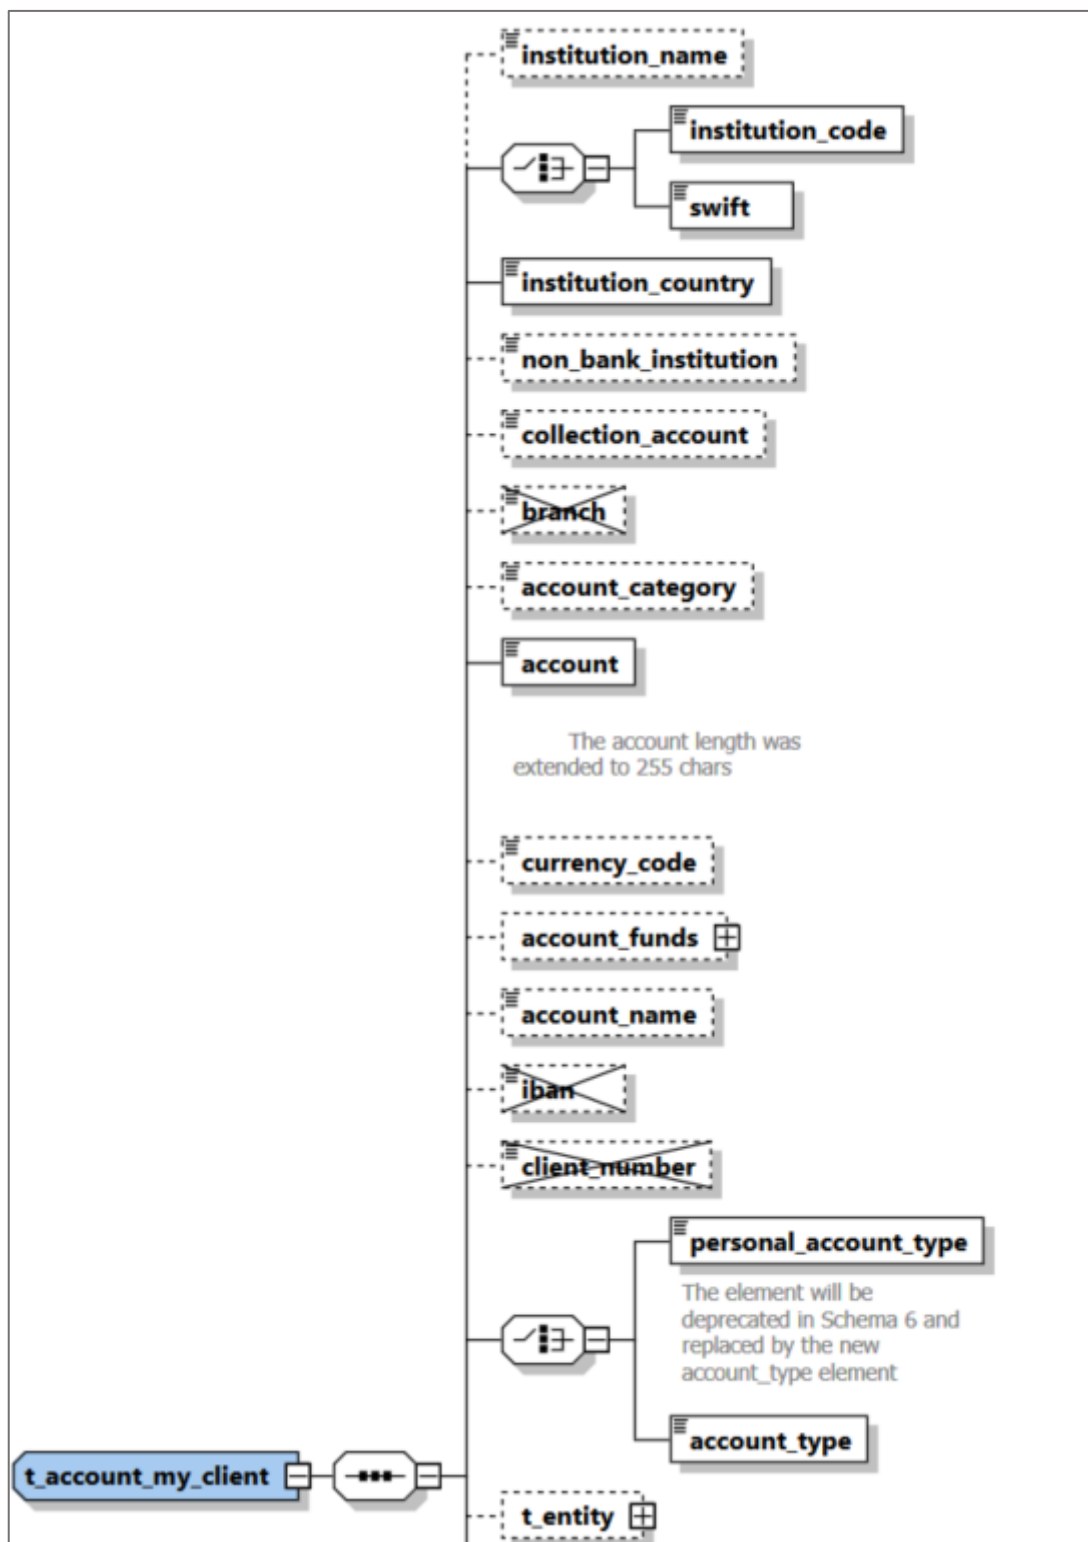 institution_name
institution_code
swift
institution_country
non_bank_institution
collection_account
branch
account_category
account
The account length was
extended to 255 chars
currency_code
account_funds
account_name
iban
client_number
personal_account_type
The element will be
deprecated in Schema 6 and
replaced by the new
account_type element
account_type
t_account_my_client
t_entity